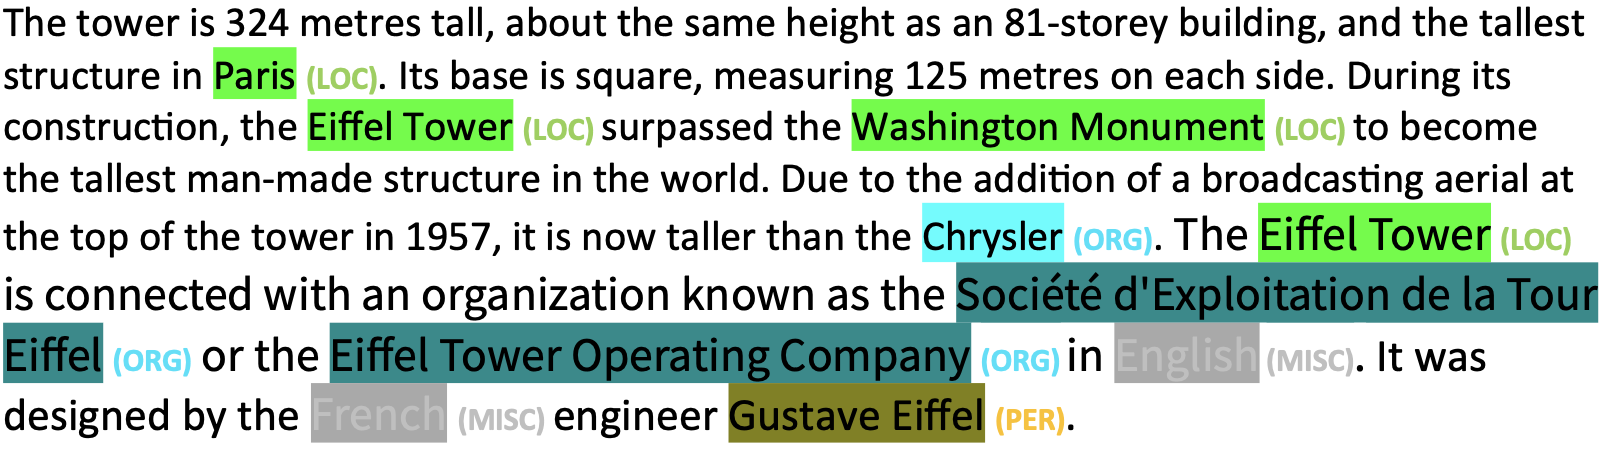 The tower is 324 metres tall, about the same height as an 81-storey building, and the tallest
structure in Paris (LOC). Its base is square, measuring 125 metres on each side. During its
construction, the Eiffel Tower (LOC) surpassed the Washington Monument (LOC) to become
the tallest man-made structure in the world. Due to the addition of a broadcasting aerial at
the top of the tower in 1957, it is now taller than the Chrysler (ORG). The Eiffel Tower (LOC)
is connected with an organization known as the Société d'Exploitation de la Tour
Eiffel (ORG) or the Eiffel Tower Operating Company (ORG) in English (MISC). It was
designed by the French (MISC) engineer Gustave Eiffel (PER).